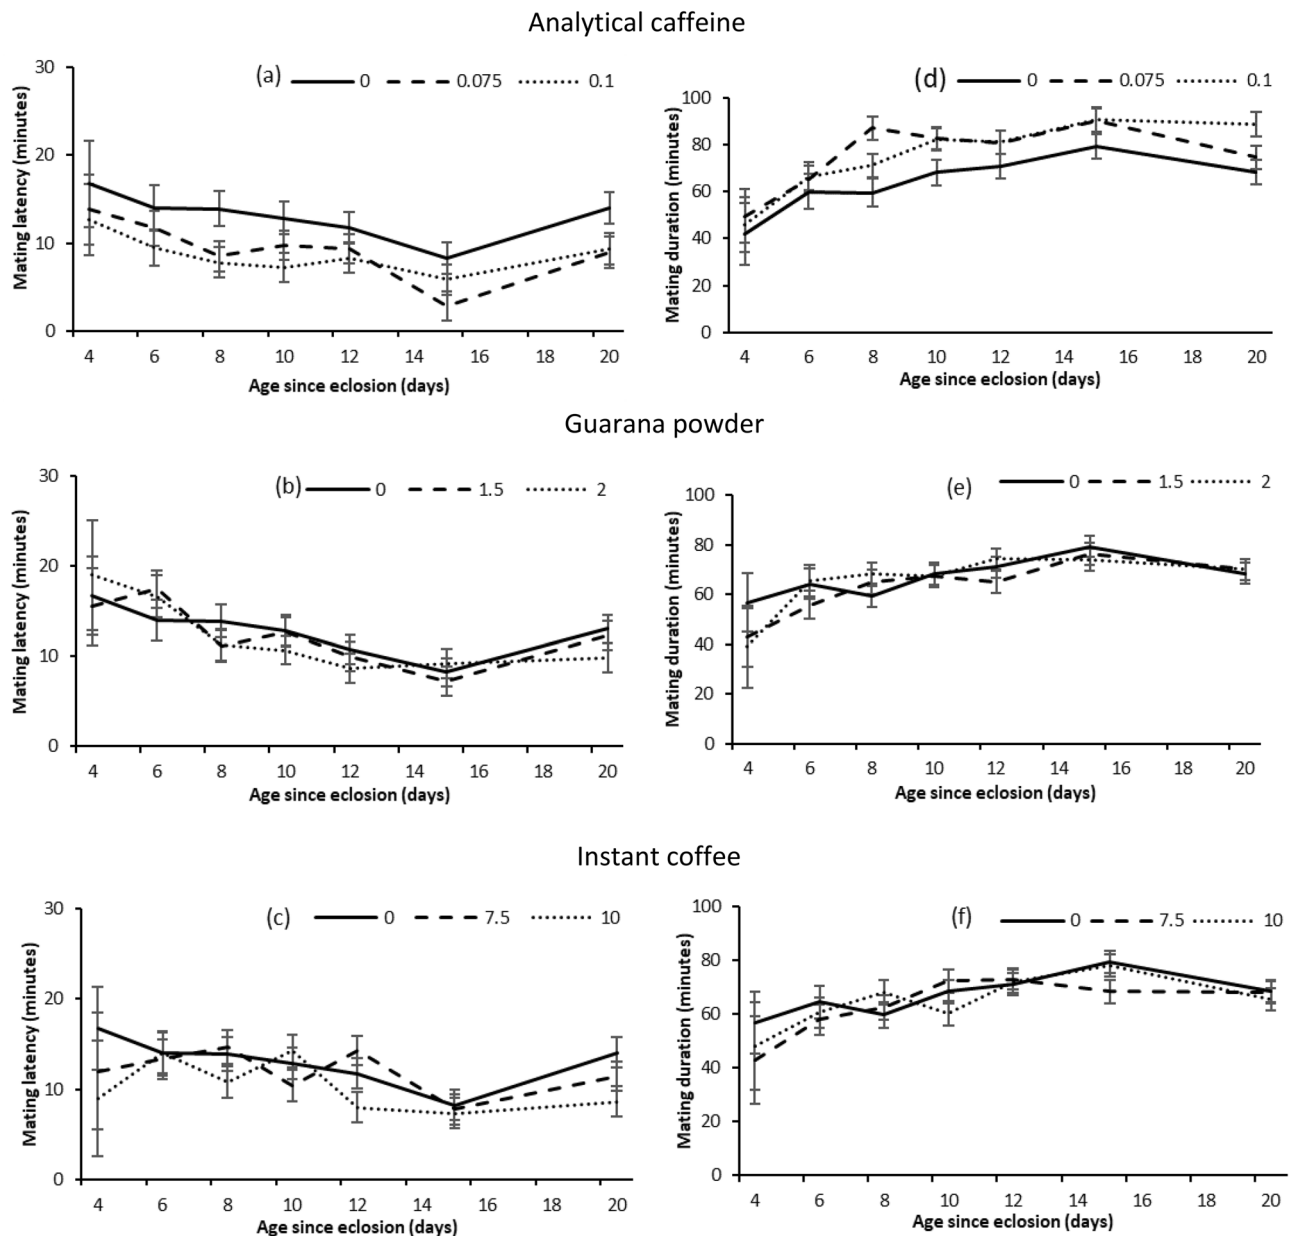 Analytical caffeine
(a) 0 0.075 0.1
30
20
10
0
Mating latency (minutes)
4 6 8 10 12 14 16 18 20
Age since eclosion (days)
(d) 0 0.075 0.1
100
80
60
40
20
0
Mating duration (minutes)
4 6 8 10 12 14 16 18 20
Age since eclosion (days)
Guarana powder
(b) 0 1.5 2
30
20
10
0
Mating latency (minutes)
4 6 8 10 12 14 16 18 20
Age since eclosion (days)
(e) 0 1.5 2
100
80
60
40
20
0
Mating duration (minutes)
4 6 8 10 12 14 16 18 20
Age since eclosion (days)
Instant coffee
(c) 0 7.5 10
30
20
10
0
Mating latency (minutes)
4 6 8 10 12 14 16 18 20
Age since eclosion (days)
(f) 0 7.5 10
100
80
60
40
20
0
Mating duration (minutes)
4 6 8 10 12 14 16 18 20
Age since eclosion (days)